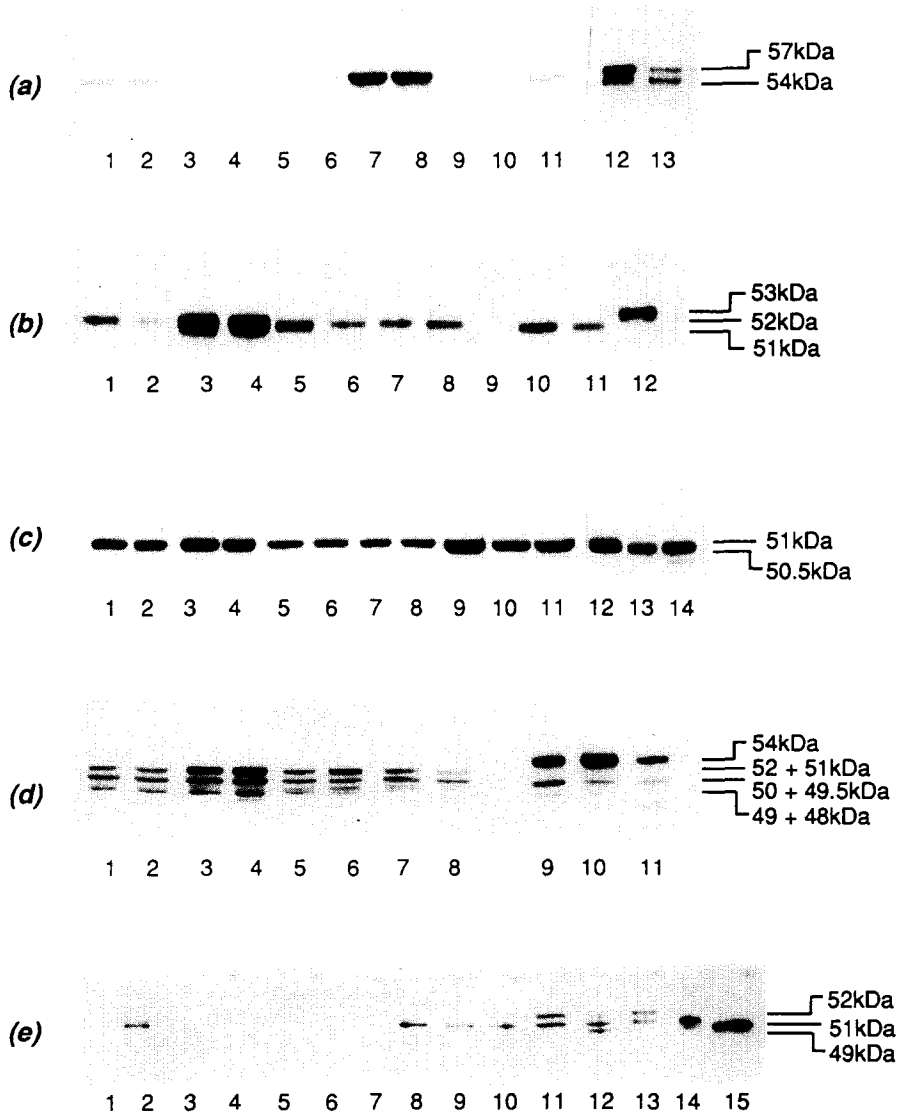 (a)
57kDa
54kDa
1 2 3 4 5 6 7 8 9 10 11 12 13
(b)
53kDa
52kDa
51kDa
1 2 3 4 5 6 7 8 9 10 11 12
(c)
51kDa
50.5kDa
1 2 3 4 5 6 7 8 9 10 11 12 13 14
(d)
54kDa
52 + 51kDa
50 + 49.5kDa
49 + 48kDa
1 2 3 4 5 6 7 8 9 10 11
(e)
52kDa
51kDa
49kDa
1 2 3 4 5 6 7 8 9 10 11 12 13 14 15